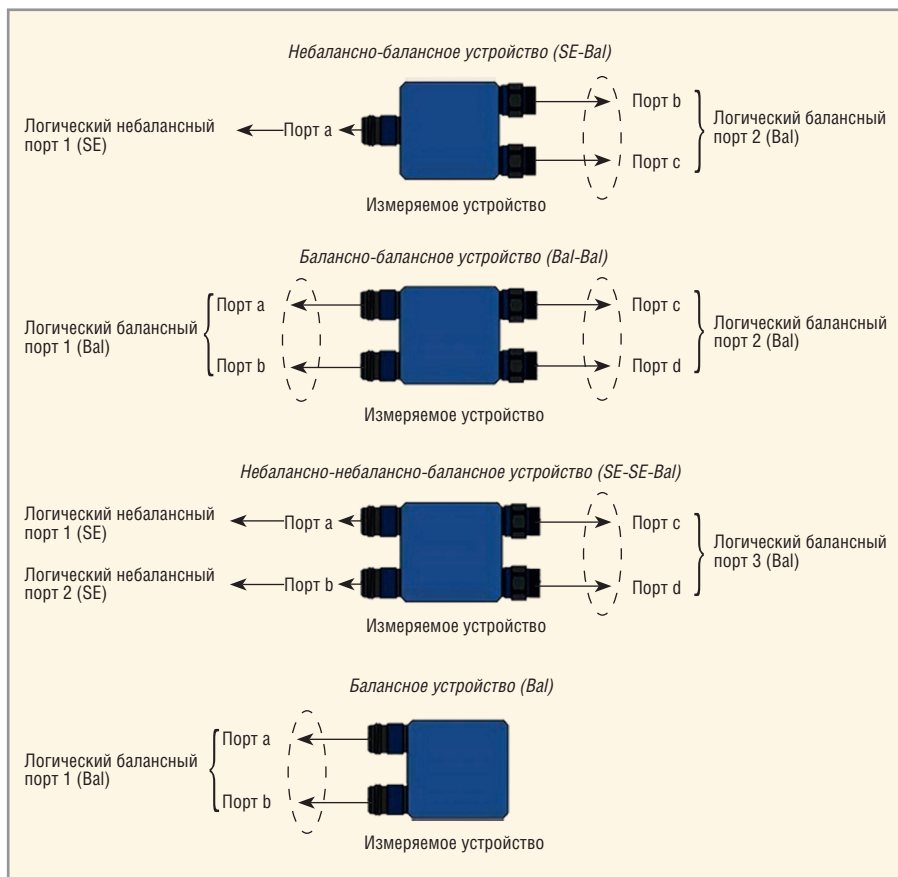 Небалансно-балансное устройство (SE-Bal)
Логический небалансный
порт 1 (SE)
Порт a
Порт b
Порт c
Логический балансный
порт 2 (Bal)
Измеряемое устройство
Балансно-балансное устройство (Bal-Bal)
Логический балансный
порт 1 (Bal)
Порт a
Порт b
Порт c
Порт d
Логический балансный
порт 2 (Bal)
Измеряемое устройство
Небалансно-небалансно-балансное устройство (SE-SE-Bal)
Логический небалансный
порт 1 (SE)
Логический небалансный
порт 2 (SE)
Порт a
Порт b
Порт c
Порт d
Логический балансный
порт 3 (Bal)
Измеряемое устройство
Балансное устройство (Bal)
Логический балансный
порт 1 (Bal)
Порт a
Порт b
Измеряемое устройство